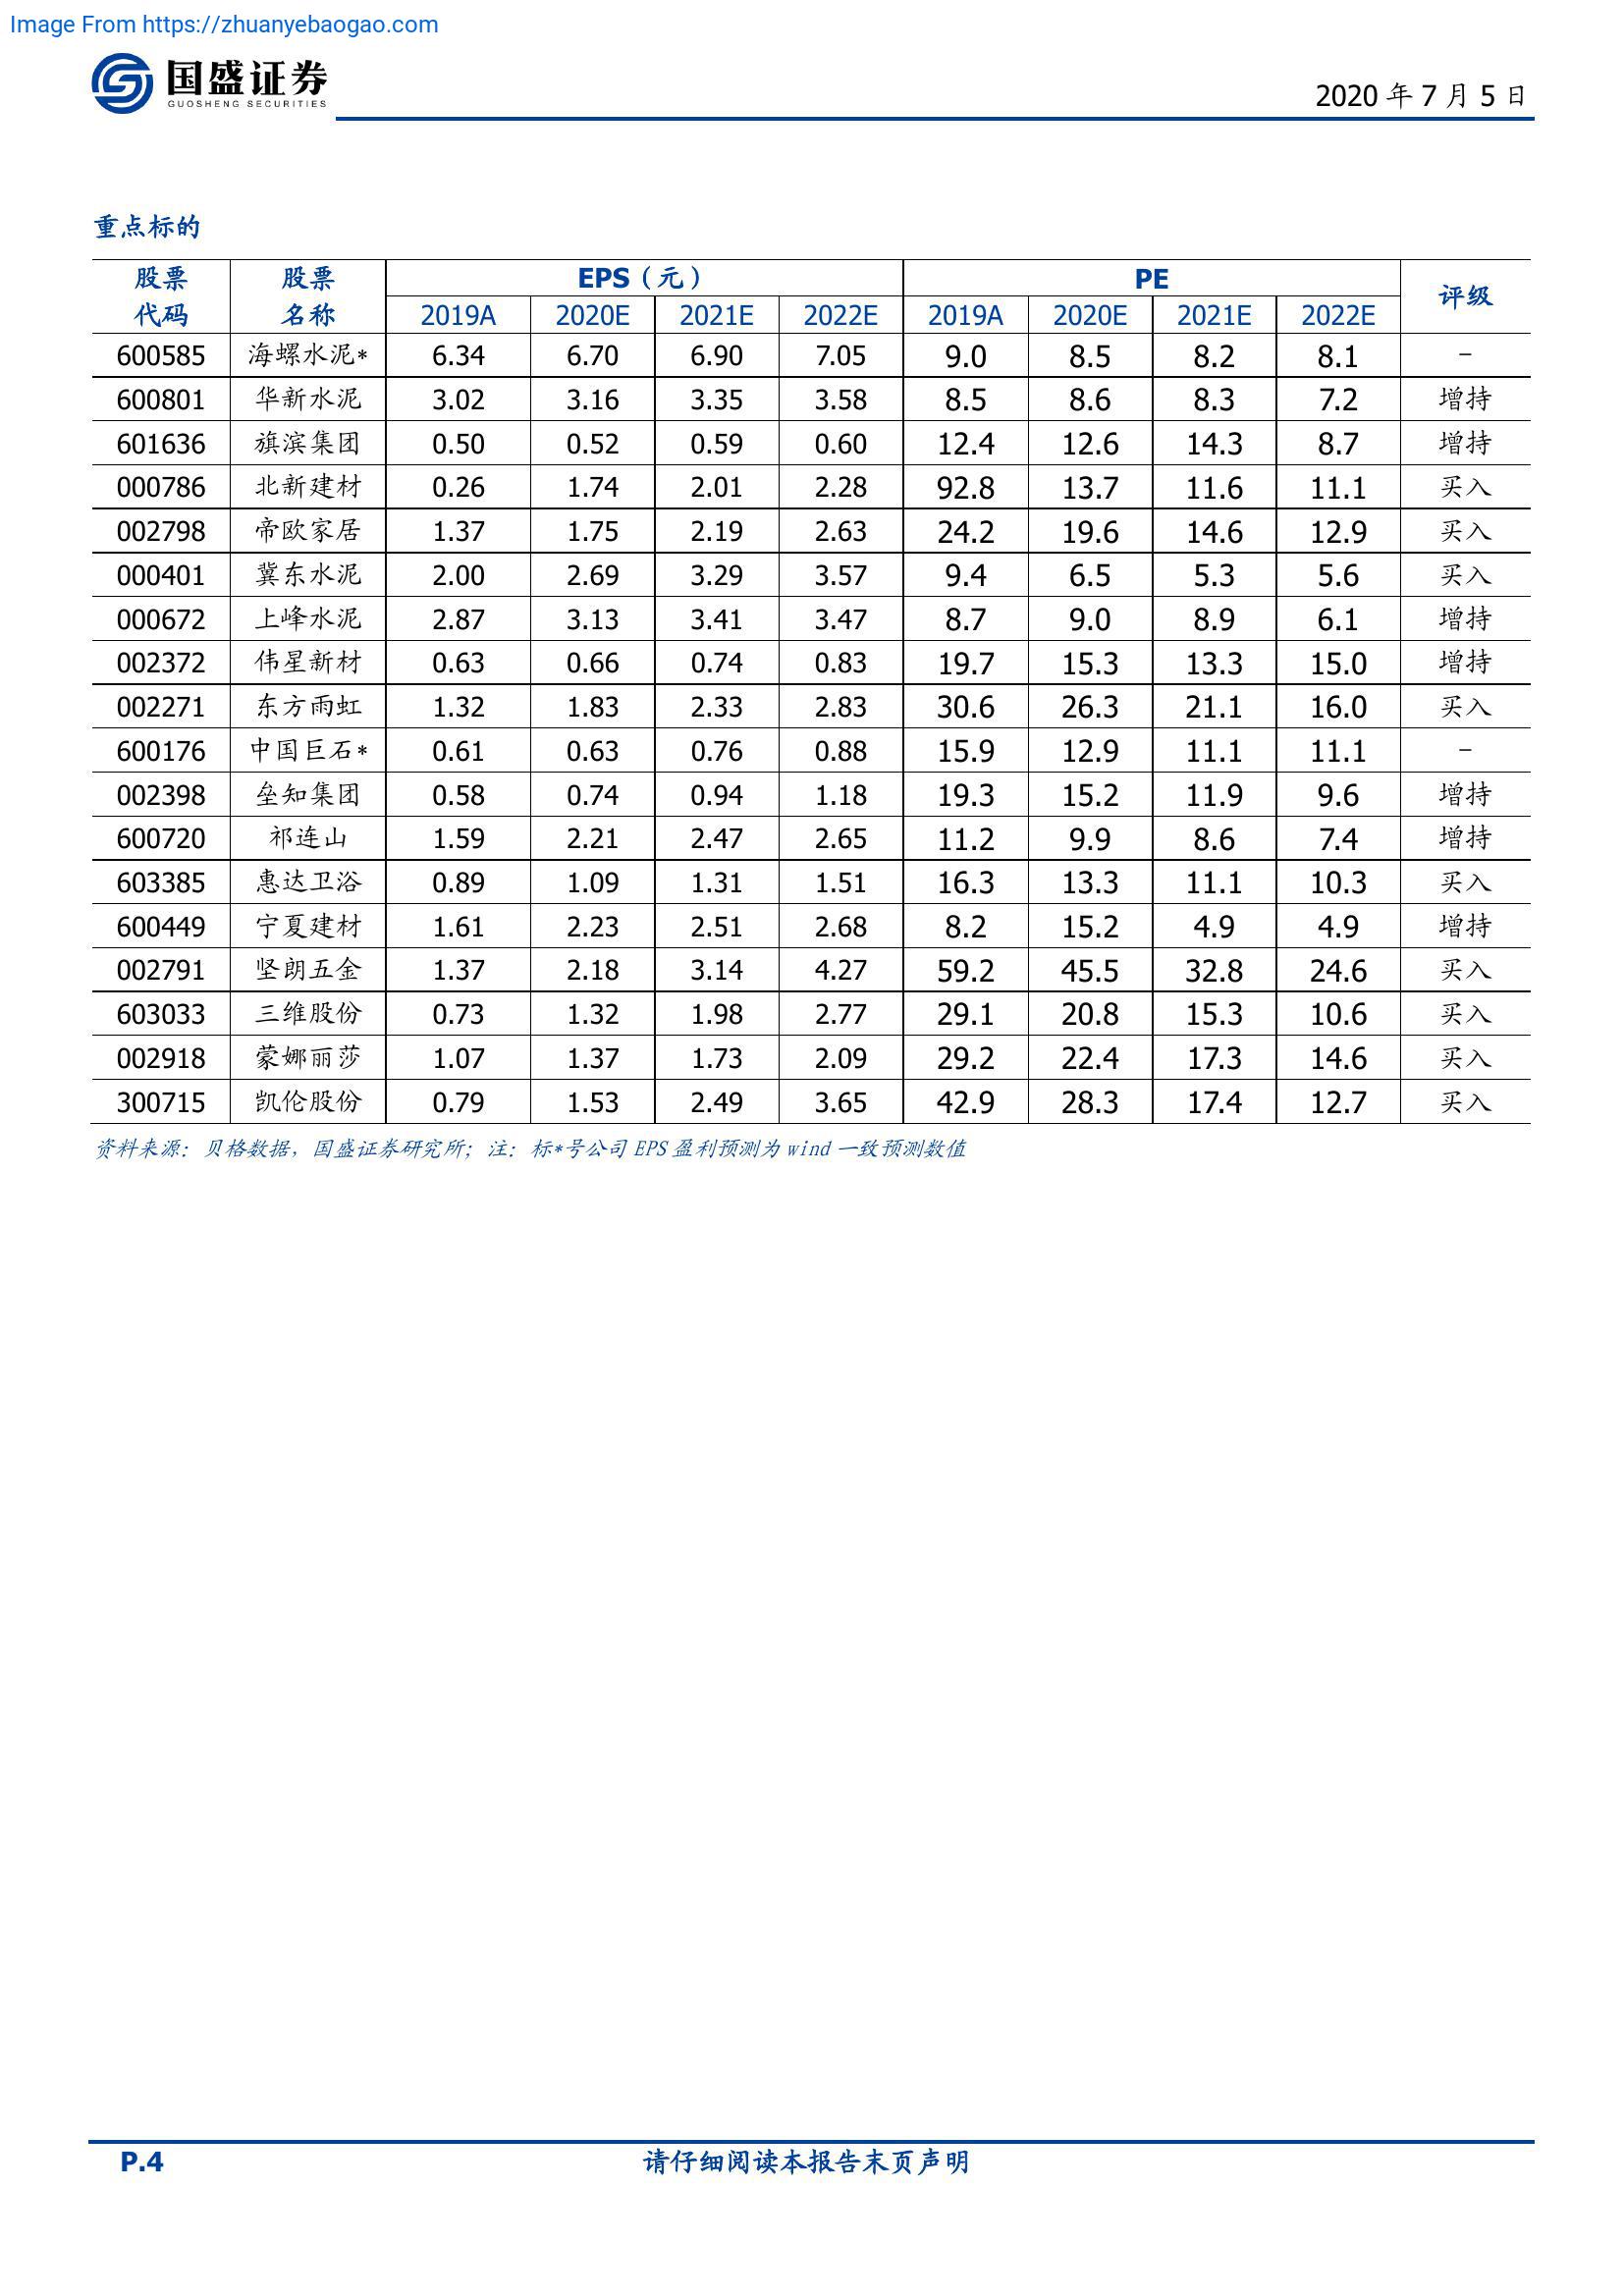 Image From https://zhuanyebaogao.com
国盛证券
GUOSHENG SECURITIES
2020 年 7 月 5 日
重点标的
股票代码 股票名称 EPS（元） PE 评级
2019A 2020E 2021E 2022E 2019A 2020E 2021E 2022E
600585 海螺水泥* 6.34 6.70 6.90 7.05 9.0 8.5 8.2 8.1 -
600801 华新水泥 3.02 3.16 3.35 3.58 8.5 8.6 8.3 7.2 增持
601636 旗滨集团 0.50 0.52 0.59 0.60 12.4 12.6 14.3 8.7 增持
000786 北新建材 0.26 1.74 2.01 2.28 92.8 13.7 11.6 11.1 买入
002798 帝欧家居 1.37 1.75 2.19 2.63 24.2 19.6 14.6 12.9 买入
000401 冀东水泥 2.00 2.69 3.29 3.57 9.4 6.5 5.3 5.6 买入
000672 上峰水泥 2.87 3.13 3.41 3.47 8.7 9.0 8.9 6.1 增持
002372 伟星新材 0.63 0.66 0.74 0.83 19.7 15.3 13.3 15.0 增持
002271 东方雨虹 1.32 1.83 2.33 2.83 30.6 26.3 21.1 16.0 买入
600176 中国巨石* 0.61 0.63 0.76 0.88 15.9 12.9 11.1 11.1 -
002398 垒知集团 0.58 0.74 0.94 1.18 19.3 15.2 11.9 9.6 增持
600720 祁连山 1.59 2.21 2.47 2.65 11.2 9.9 8.6 7.4 增持
603385 惠达卫浴 0.89 1.09 1.31 1.51 16.3 13.3 11.1 10.3 买入
600449 宁夏建材 1.61 2.23 2.51 2.68 8.2 15.2 4.9 4.9 增持
002791 坚朗五金 1.37 2.18 3.14 4.27 59.2 45.5 32.8 24.6 买入
603033 三维股份 0.73 1.32 1.98 2.77 29.1 20.8 15.3 10.6 买入
002918 蒙娜丽莎 1.07 1.37 1.73 2.09 29.2 22.4 17.3 14.6 买入
300715 凯伦股份 0.79 1.53 2.49 3.65 42.9 28.3 17.4 12.7 买入
资料来源：贝格数据，国盛证券研究所；注：标*号公司 EPS 盈利预测为 wind 一致预测数值
P.4 请仔细阅读本报告末页声明